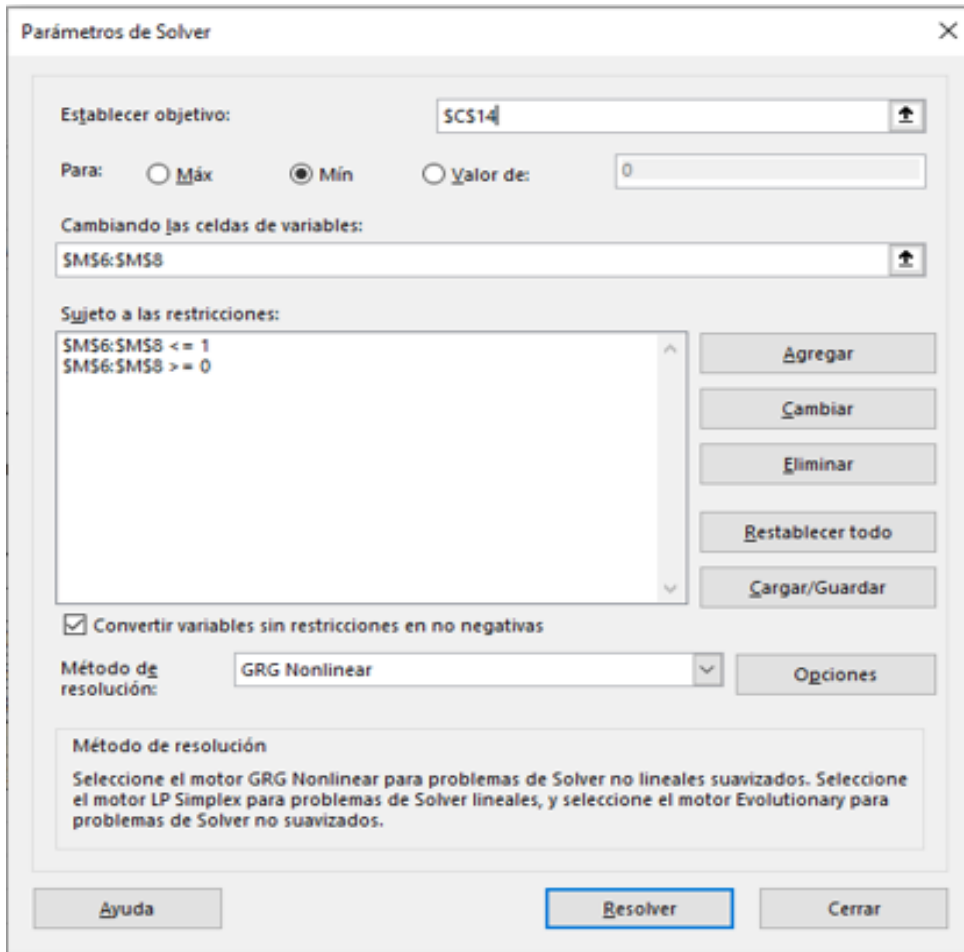 Parámetros de Solver
Establecer objetivo:
$C$14
Para:
Máx
Mín
Valor de:
0
Cambiando las celdas de variables:
$M$6:$M$8
Sujeto a las restricciones:
$M$6:$M$8 <= 1
$M$6:$M$8 >= 0
Agregar
Cambiar
Eliminar
Restablecer todo
Cargar/Guardar
Convertir variables sin restricciones en no negativas
Método de
resolución:
GRG Nonlinear
Opciones
Método de resolución
Seleccione el motor GRG Nonlinear para problemas de Solver no lineales suavizados. Seleccione
el motor LP Simplex para problemas de Solver lineales, y seleccione el motor Evolutionary para
problemas de Solver no suavizados.
Ayuda
Resolver
Cerrar